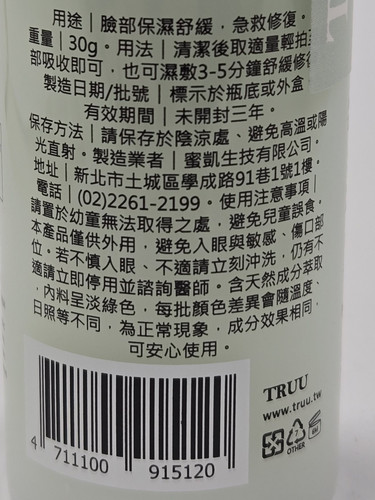 用途｜臉部保濕舒緩，急救修復。
重量｜30g。用法｜清潔後取適量輕拍至
部吸收即可，也可濕敷3-5分鐘舒緩修復
製造日期/批號｜標示於瓶底或外盒
有效期間｜未開封三年。
保存方法｜請保存於陰涼處、避免高溫或陽
光直射。製造業者｜蜜凱生技有限公司。
地址｜新北市土城區學成路91巷1號1樓。
電話｜(02)2261-2199。使用注意事項｜
請置於幼童無法取得之處，避免兒童誤食。
本產品僅供外用，避免入眼與敏感、傷口部
位。若不慎入眼、不適請立刻沖洗，仍有不
適請立即停用並諮詢醫師。含天然成分萃取
，內料呈淡綠色，每批顏色差異會隨溫度、
日照等不同，為正常現象，成分效果相同，
可安心使用。
TRUU
www.truu.tw
7
OTHER
6M
4 711100 915120